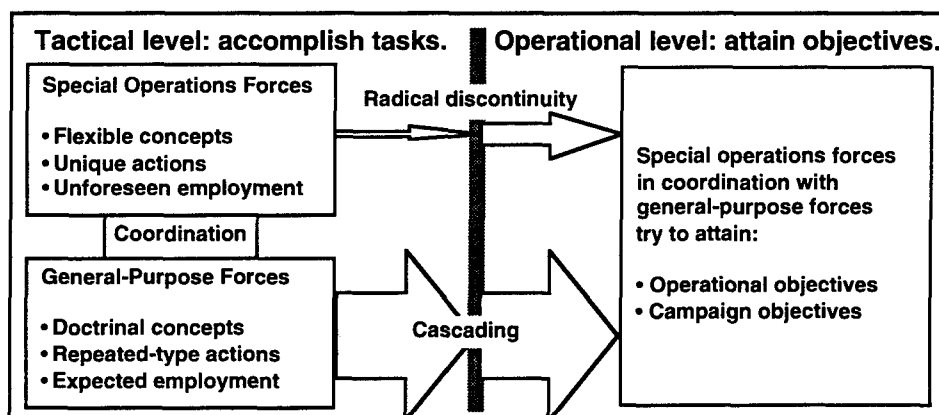 Tactical level: accomplish tasks.
Operational level: attain objectives.
Special Operations Forces
• Flexible concepts
• Unique actions
• Unforeseen employment
Radical discontinuity
Coordination
General-Purpose Forces
• Doctrinal concepts
• Repeated-type actions
• Expected employment
Cascading
Special operations forces
in coordination with
general-purpose forces
try to attain:
• Operational objectives
• Campaign objectives